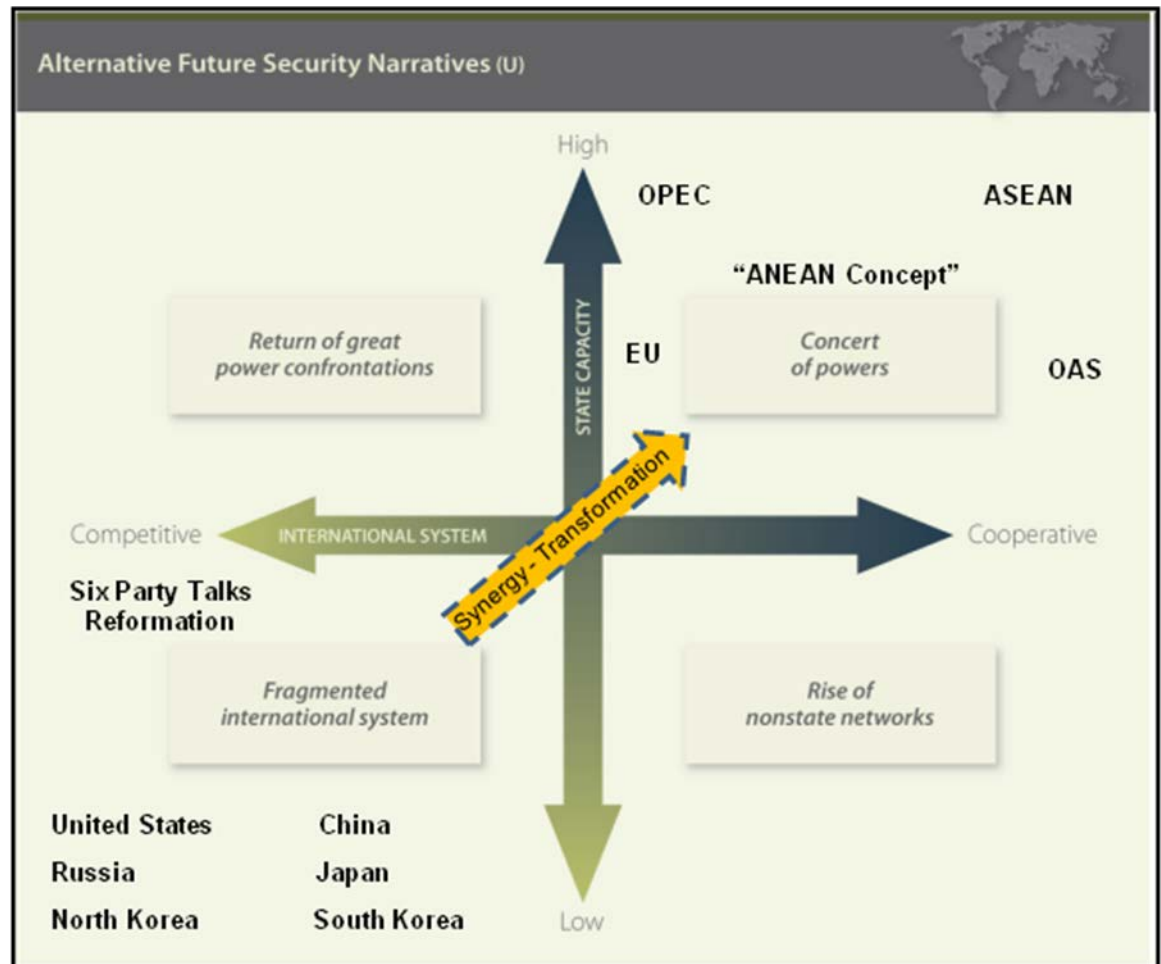 Alternative Future Security Narratives (U)
High
OPEC
ASEAN
“ANEAN Concept”
Return of great
power confrontations
STATE CAPACITY
EU
Concert
of powers
OAS
Synergy - Transformation
Competitive
INTERNATIONAL SYSTEM
Cooperative
Six Party Talks
Reformation
Fragmented
international system
Rise of
nonstate networks
United States
China
Russia
Japan
North Korea
South Korea
Low